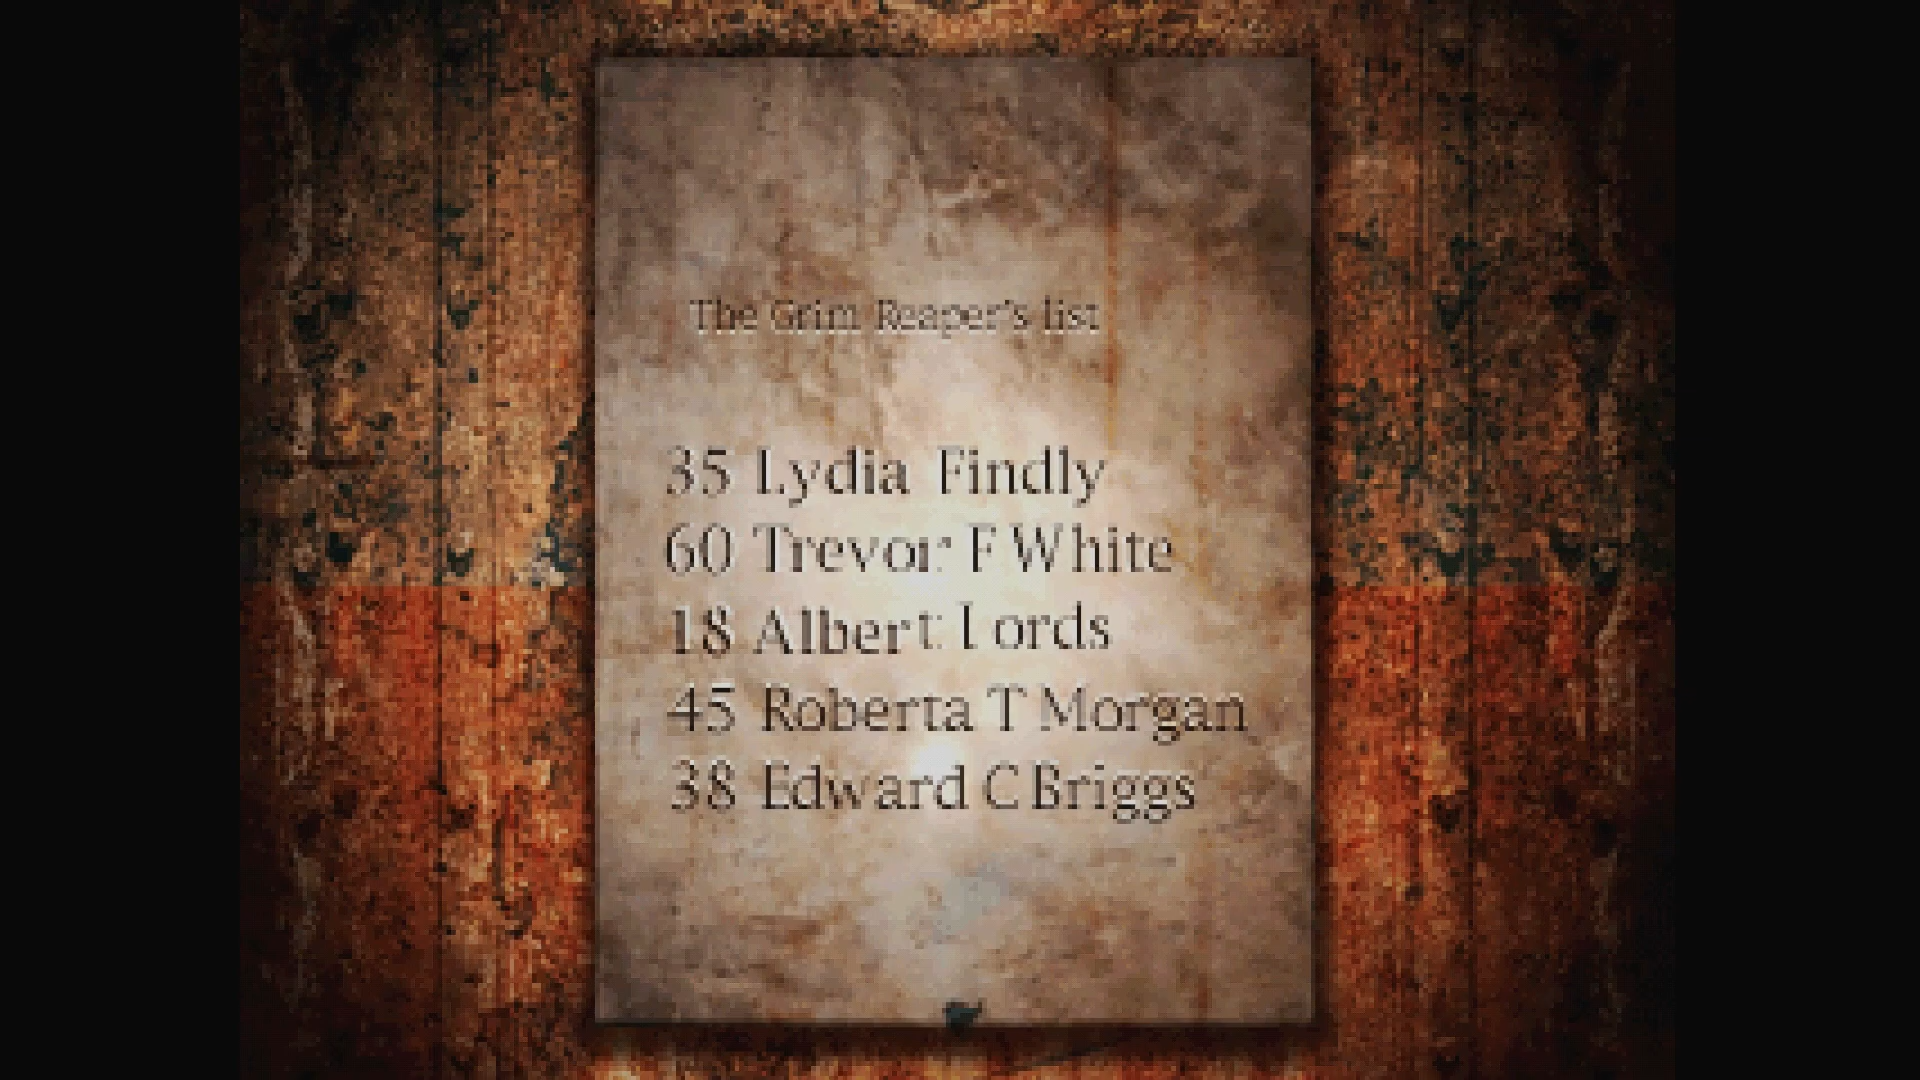 The Grim Reaper's list
35 Lydia Findly
60 Trevor F White
18 Albert Lords
45 Roberta T Morgan
38 Edward C Briggs